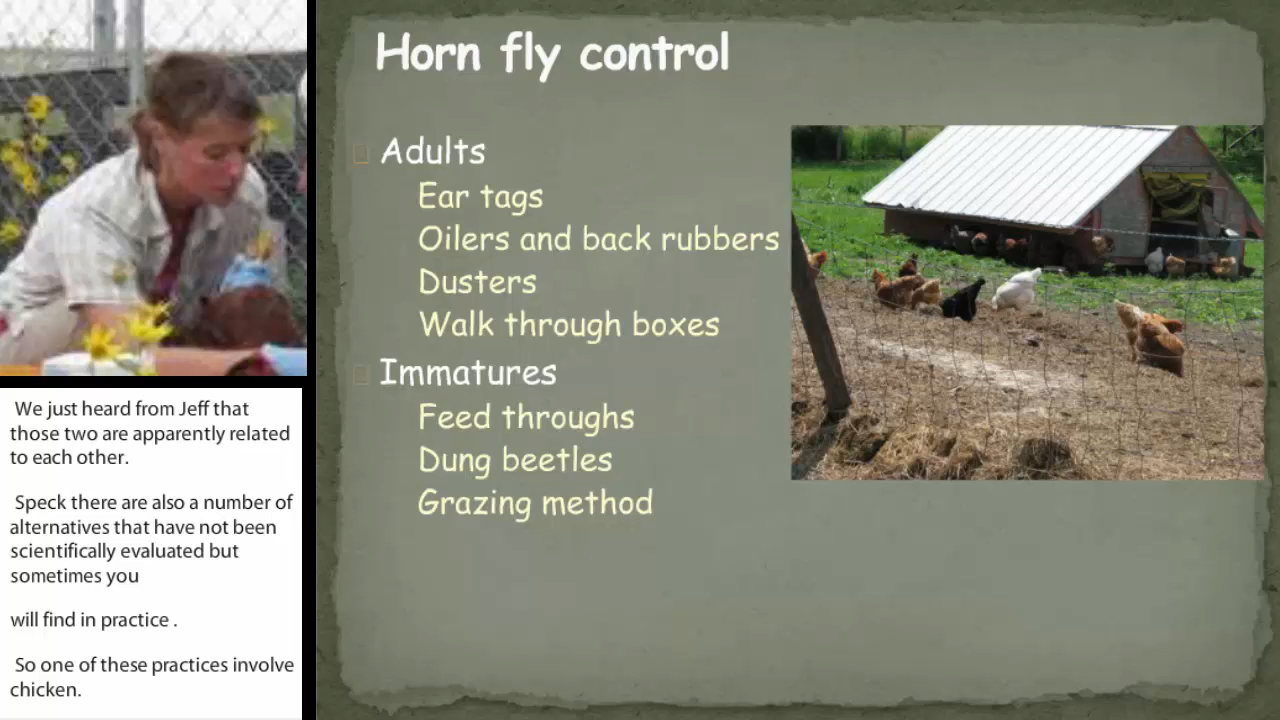 Horn fly control
Adults
Ear tags
Oilers and back rubbers
Dusters
Walk through boxes
Immatures
Feed throughs
Dung beetles
Grazing method
We just heard from Jeff that
those two are apparently related
to each other.
Speck there are also a number of
alternatives that have not been
scientifically evaluated but
sometimes you
will find in practice .
So one of these practices involve
chicken.